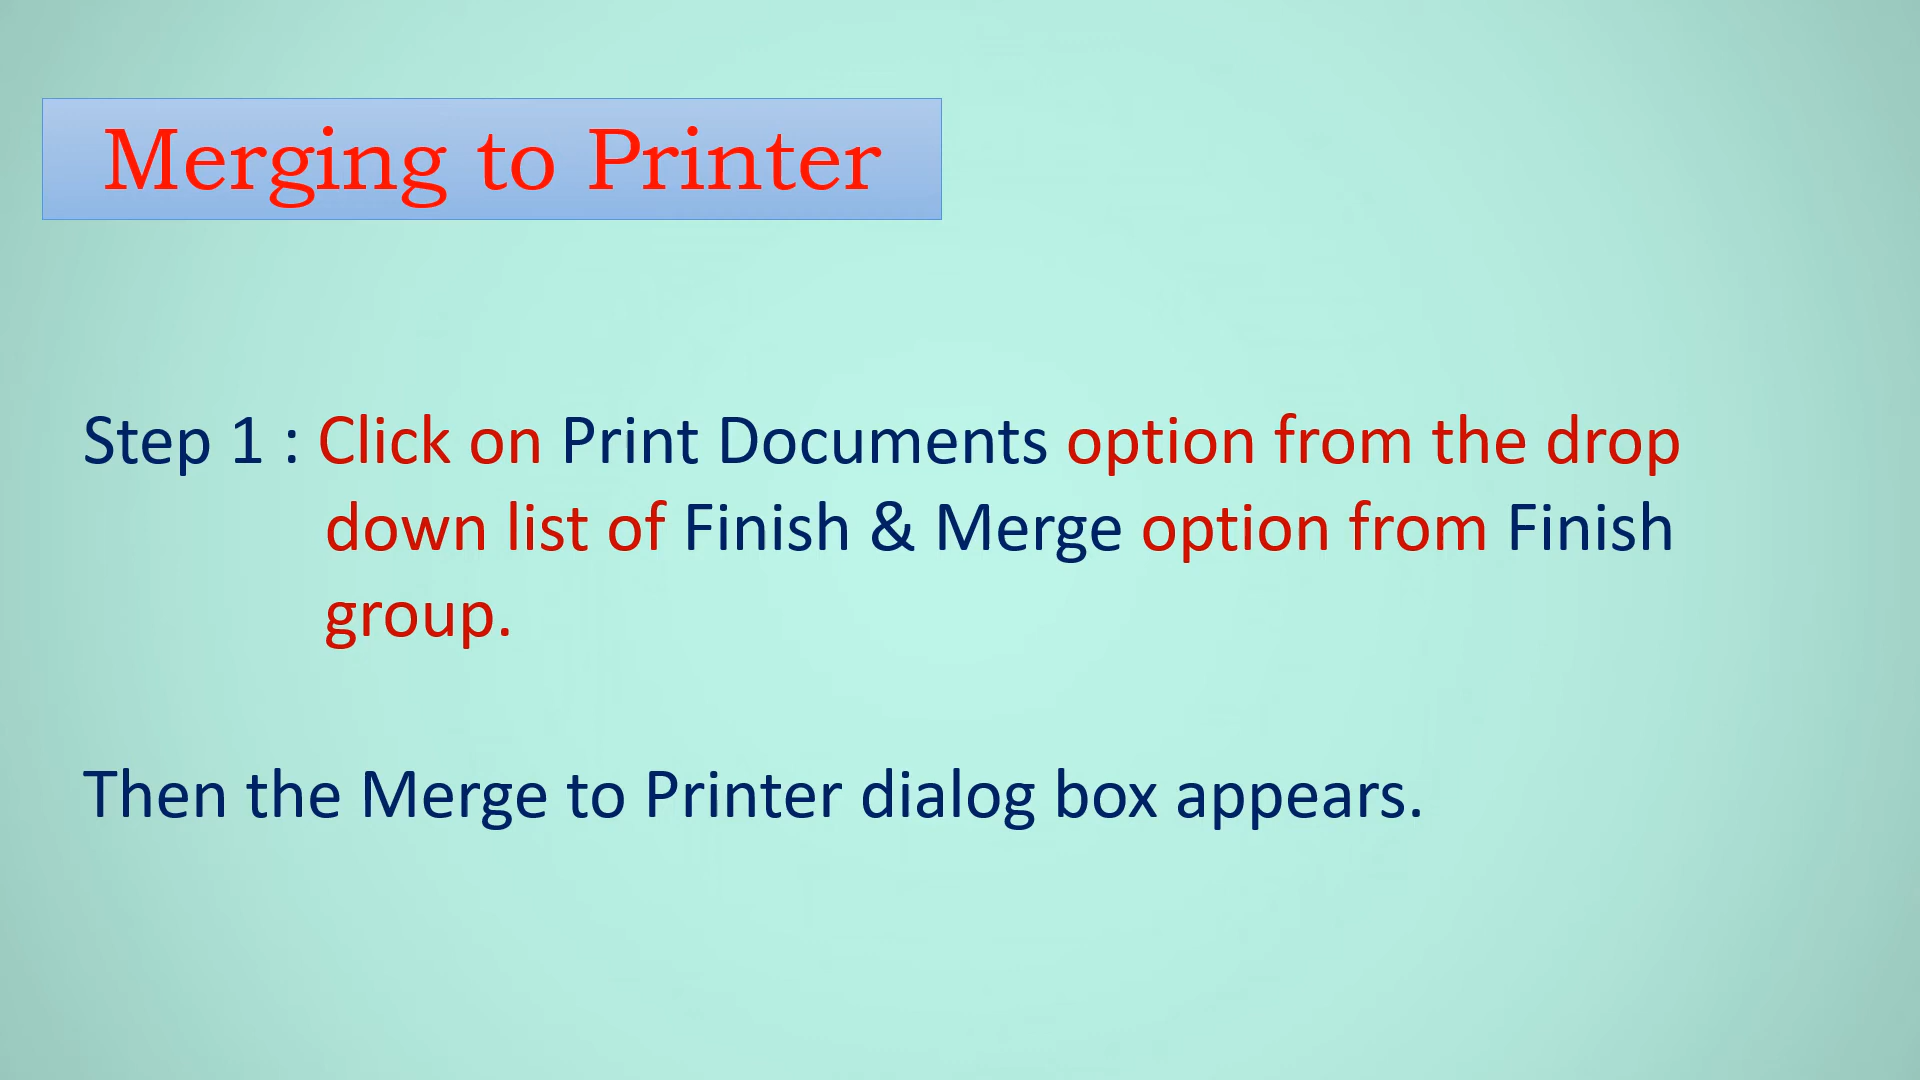 Merging to Printer
Step 1 : Click on Print Documents option from the drop
down list of Finish & Merge option from Finish
group.
Then the Merge to Printer dialog box appears.